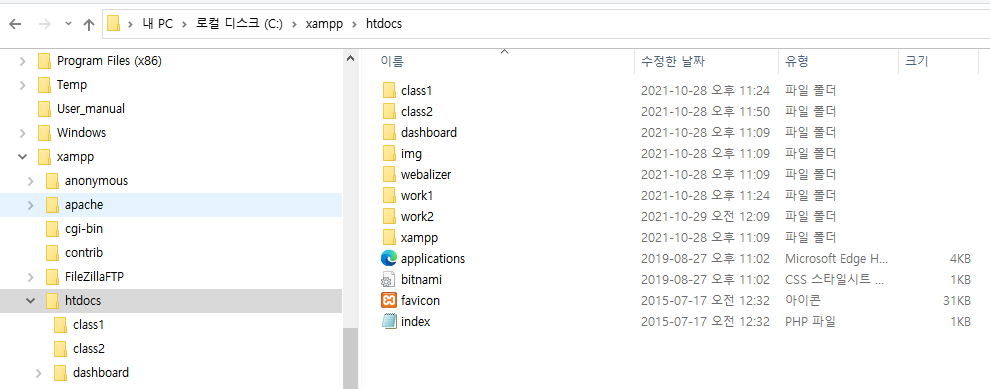 내 PC > 로컬 디스크 (C:) > xampp > htdocs
Program Files (x86)
Temp
User_manual
Windows
xampp
anonymous
apache
cgi-bin
contrib
FileZillaFTP
htdocs
class1
class2
dashboard
이름 수정한 날짜 유형 크기
class1 2021-10-28 오후 11:24 파일 폴더
class2 2021-10-28 오후 11:50 파일 폴더
dashboard 2021-10-28 오후 11:09 파일 폴더
img 2021-10-28 오후 11:09 파일 폴더
webalizer 2021-10-28 오후 11:09 파일 폴더
work1 2021-10-28 오후 11:24 파일 폴더
work2 2021-10-29 오전 12:09 파일 폴더
xampp 2021-10-28 오후 11:09 파일 폴더
applications 2019-08-27 오후 11:02 Microsoft Edge H... 4KB
bitnami 2019-08-27 오후 11:02 CSS 스타일시트 ... 1KB
favicon 2015-07-17 오전 12:32 아이콘 31KB
index 2015-07-17 오전 12:32 PHP 파일 1KB